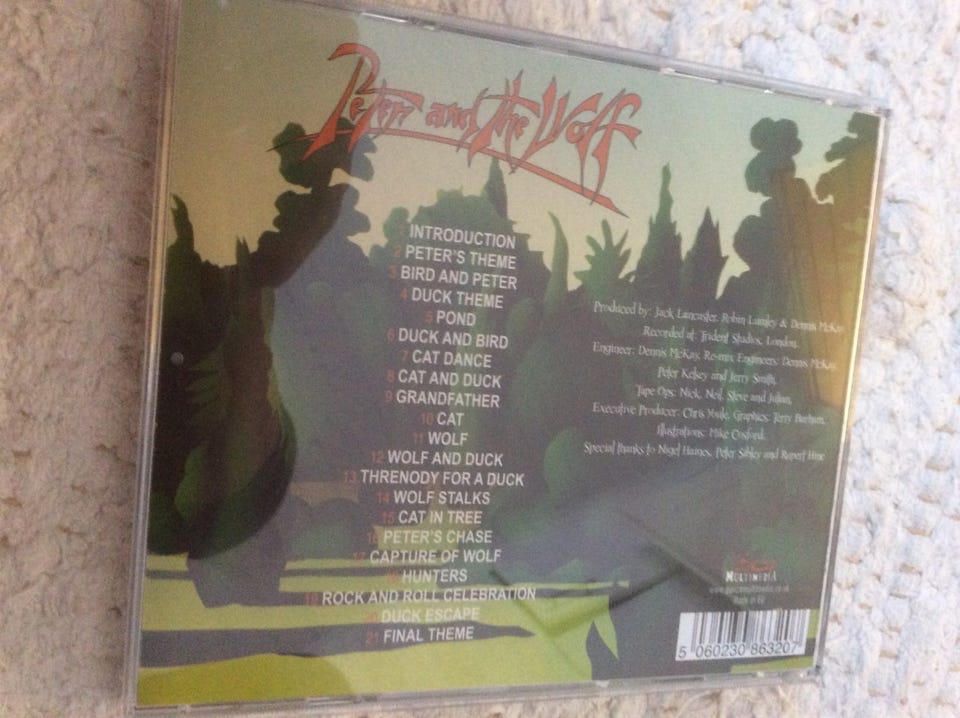 Peter and the Wolf
1 INTRODUCTION
2 PETER'S THEME
3 BIRD AND PETER
4 DUCK THEME
5 POND
6 DUCK AND BIRD
7 CAT DANCE
8 CAT AND DUCK
9 GRANDFATHER
10 CAT
11 WOLF
12 WOLF AND DUCK
13 THRENODY FOR A DUCK
14 WOLF STALKS
15 CAT IN TREE
16 PETER'S CHASE
17 CAPTURE OF WOLF
HUNTERS
19 ROCK AND ROLL CELEBRATION
20 DUCK ESCAPE
21 FINAL THEME
Produced by: Jack Lancaster, Robin Lumley & Dennis McKay
Recorded at: Trident Studios, London.
Engineer: Dennis McKay, Re-mix Engineers: Dennis McKay,
Peter Kelsey and Jerry Smith,
Tape Ops: Nick, Neil, Steve and Julian,
Executive Producer: Chris Youle, Graphics: Terry
Illustrations: Mike
Special thanks to Nigel Haines, Peter Sibley and Rupert Hine
MULTIMEDIA
Made in EU
5 060230 863207